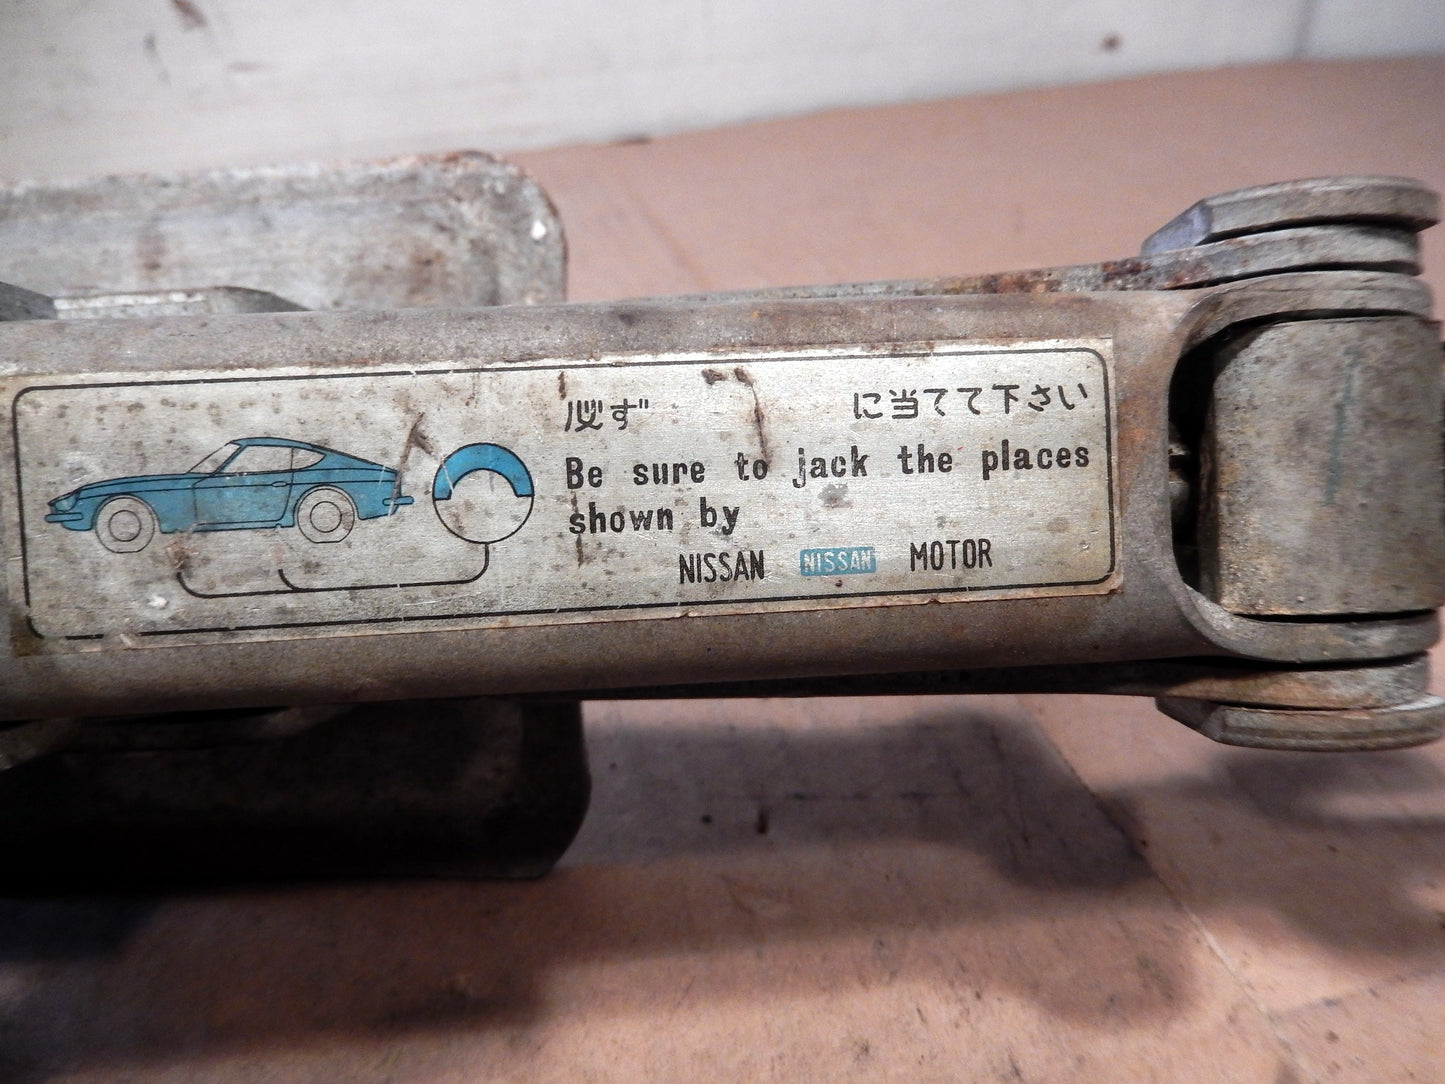 必ず に当てて下さい
Be sure to jack the places
shown by
NISSAN NISSAN MOTOR